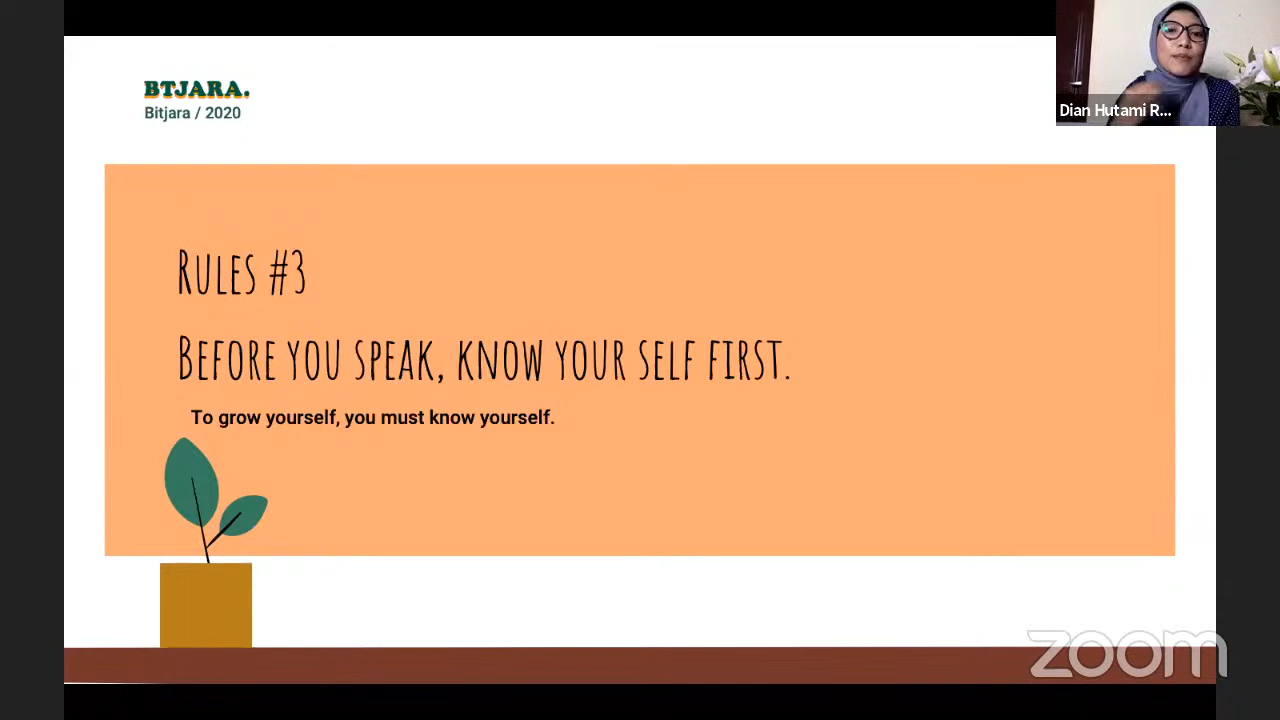 BTJARA.
Bitjara / 2020
Dian Hutami R...
RULES #3
BEFORE YOU SPEAK, KNOW YOUR SELF FIRST.
To grow yourself, you must know yourself.
zoom